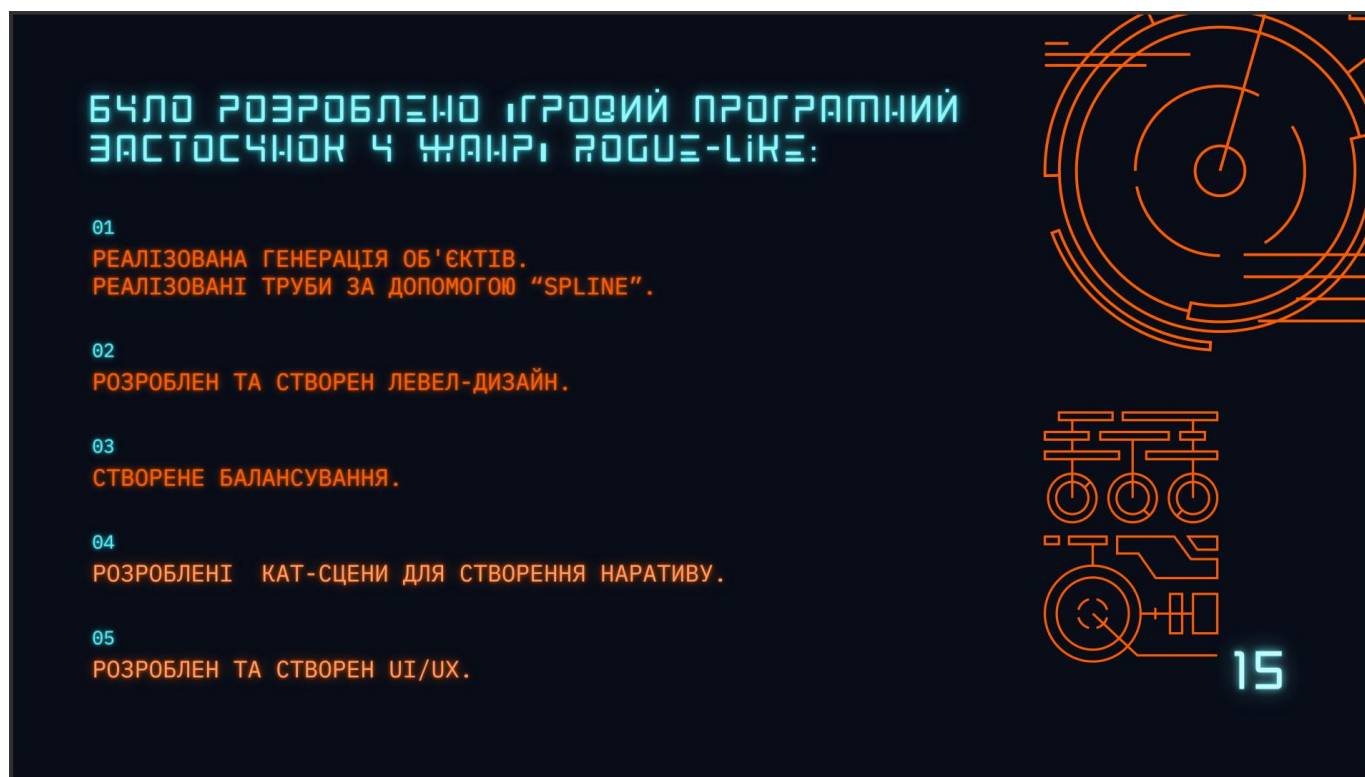 БУЛО РОЗРОБЛЕНО ІГРОВИЙ ПРОГРАМНИЙ
ЗАСТОСУНОК У ЖАНРІ ROGUE-LIKE:
01
РЕАЛІЗОВАНА ГЕНЕРАЦІЯ ОБ'ЄКТІВ.
РЕАЛІЗОВАНІ ТРУБИ ЗА ДОПОМОГОЮ “SPLINE”.
02
РОЗРОБЛЕН ТА СТВОРЕН ЛЕВЕЛ-ДИЗАЙН.
03
СТВОРЕНЕ БАЛАНСУВАННЯ.
04
РОЗРОБЛЕНІ  КАТ-СЦЕНИ ДЛЯ СТВОРЕННЯ НАРАТИВУ.
05
РОЗРОБЛЕН ТА СТВОРЕН UI/UX.
15